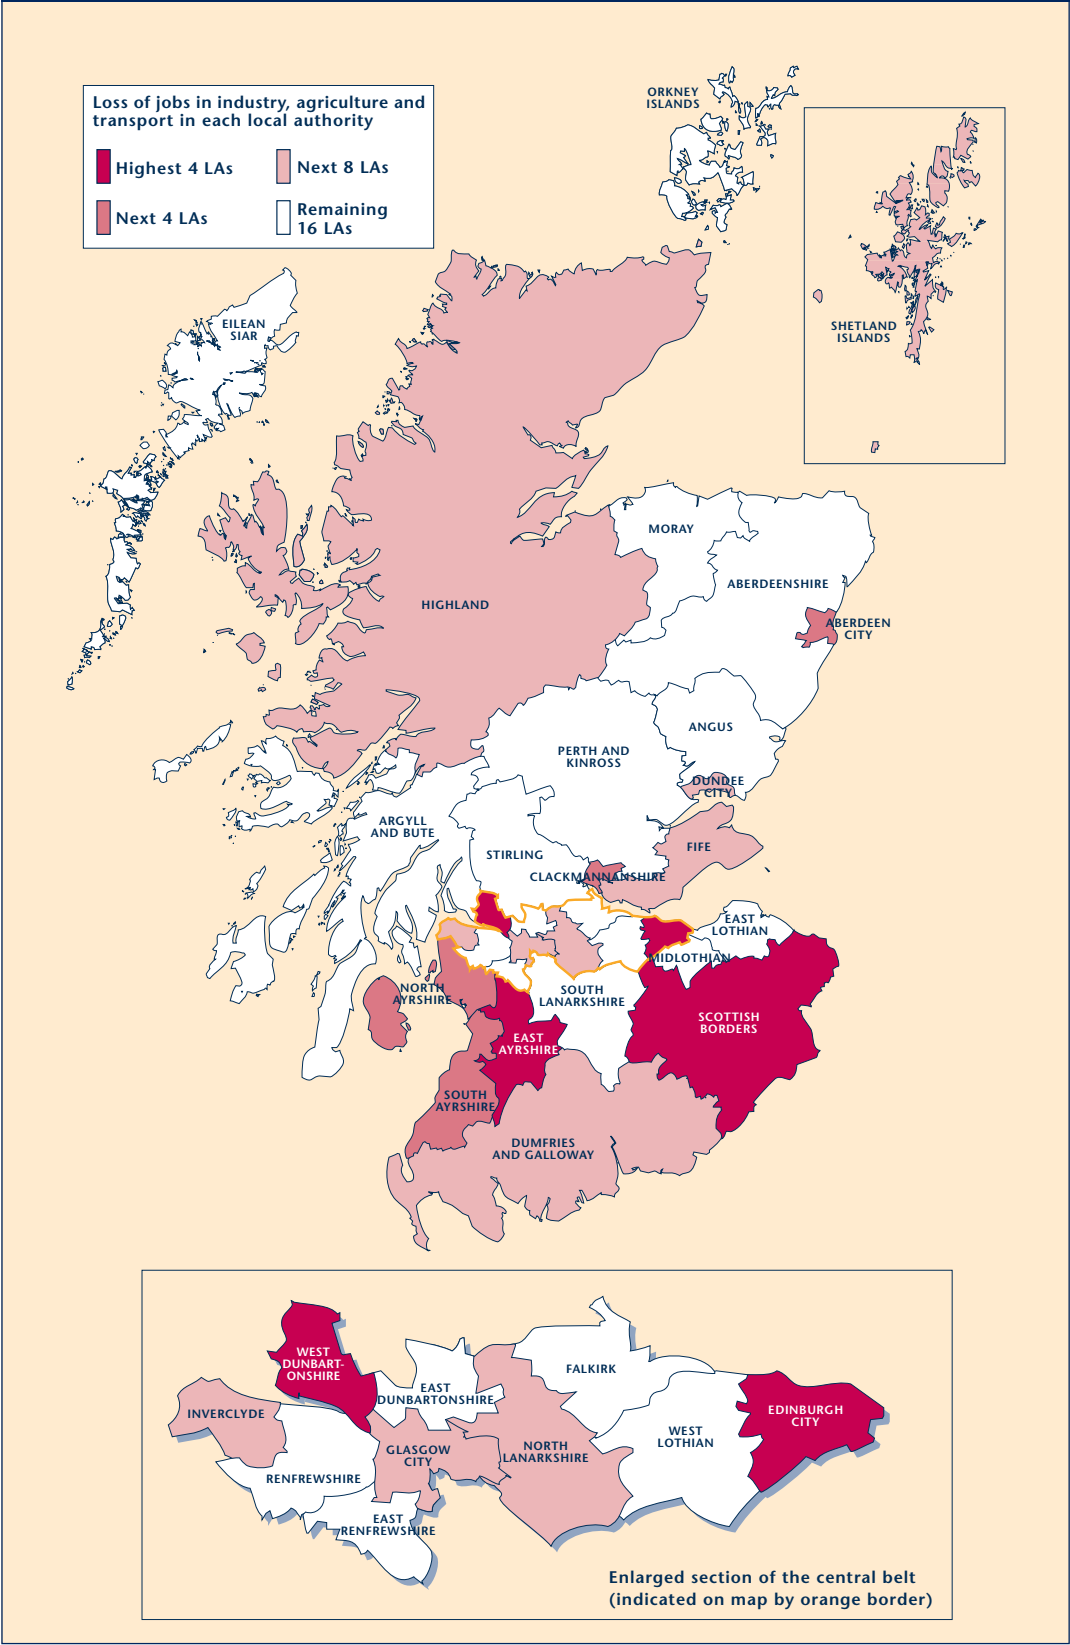 Loss of jobs in industry, agriculture and
transport in each local authority
Highest 4 LAs
Next 8 LAs
Next 4 LAs
Remaining
16 LAs
ORKNEY
ISLANDS
SHETLAND
ISLANDS
EILEAN
SIAR
MORAY
ABERDEENSHIRE
HIGHLAND
ABERDEEN
CITY
ANGUS
PERTH AND
KINROSS
DUNDEE
CITY
ARGYLL
AND BUTE
FIFE
STIRLING
CLACKMANNANSHIRE
EAST
LOTHIAN
MIDLOTHIAN
NORTH
AYRSHIRE
SOUTH
LANARKSHIRE
SCOTTISH
BORDERS
EAST
AYRSHIRE
SOUTH
AYRSHIRE
DUMFRIES
AND GALLOWAY
WEST
DUNBART-
ONSHIRE
FALKIRK
EAST
DUNBARTONSHIRE
INVERCLYDE
EDINBURGH
CITY
WEST
LOTHIAN
GLASGOW
CITY
NORTH
LANARKSHIRE
RENFREWSHIRE
EAST
RENFREWSHIRE
Enlarged section of the central belt
(indicated on map by orange border)